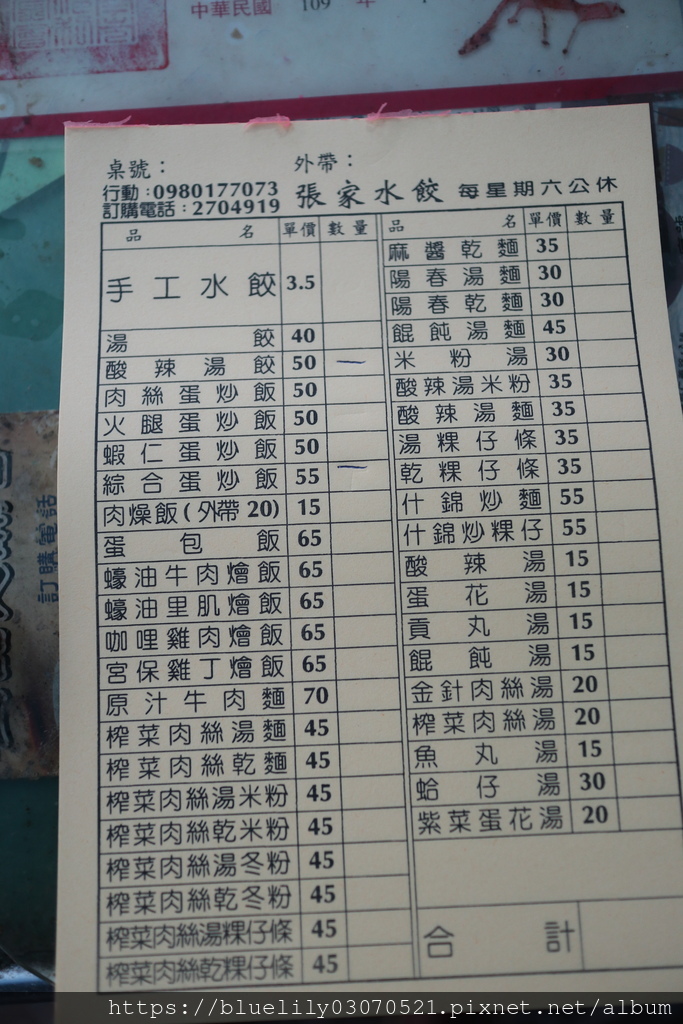 中華民國 109 年
桌號： 外帶：
行動：0980177073 張家水餃 每星期六公休
訂購電話：2704919
品名 單價 數量
手工水餃 3.5
湯餃 40
酸辣湯餃 50 一
肉絲蛋炒飯 50
火腿蛋炒飯 50
蝦仁蛋炒飯 50
綜合蛋炒飯 55 一
肉燥飯(外帶20) 15
蛋包飯 65
蠔油牛肉燴飯 65
蠔油里肌燴飯 65
咖哩雞肉燴飯 65
宮保雞丁燴飯 65
原汁牛肉麵 70
榨菜肉絲湯麵 45
榨菜肉絲乾麵 45
榨菜肉絲湯米粉 45
榨菜肉絲乾米粉 45
榨菜肉絲湯冬粉 45
榨菜肉絲乾冬粉 45
榨菜肉絲湯粿仔條 45
榨菜肉絲乾粿仔條 45
品名 單價 數量
麻醬乾麵 35
陽春湯麵 30
陽春乾麵 30
餛飩湯麵 45
米粉湯 30
酸辣湯米粉 35
酸辣湯麵 35
湯粿仔條 35
乾粿仔條 35
什錦炒麵 55
什錦炒粿仔 55
酸辣湯 15
蛋花湯 15
貢丸湯 15
餛飩湯 15
金針肉絲湯 20
榨菜肉絲湯 20
魚丸湯 15
蛤仔湯 30
紫菜蛋花湯 20
合計
訂購電話
https://bluelily03070521.pixnet.net/album